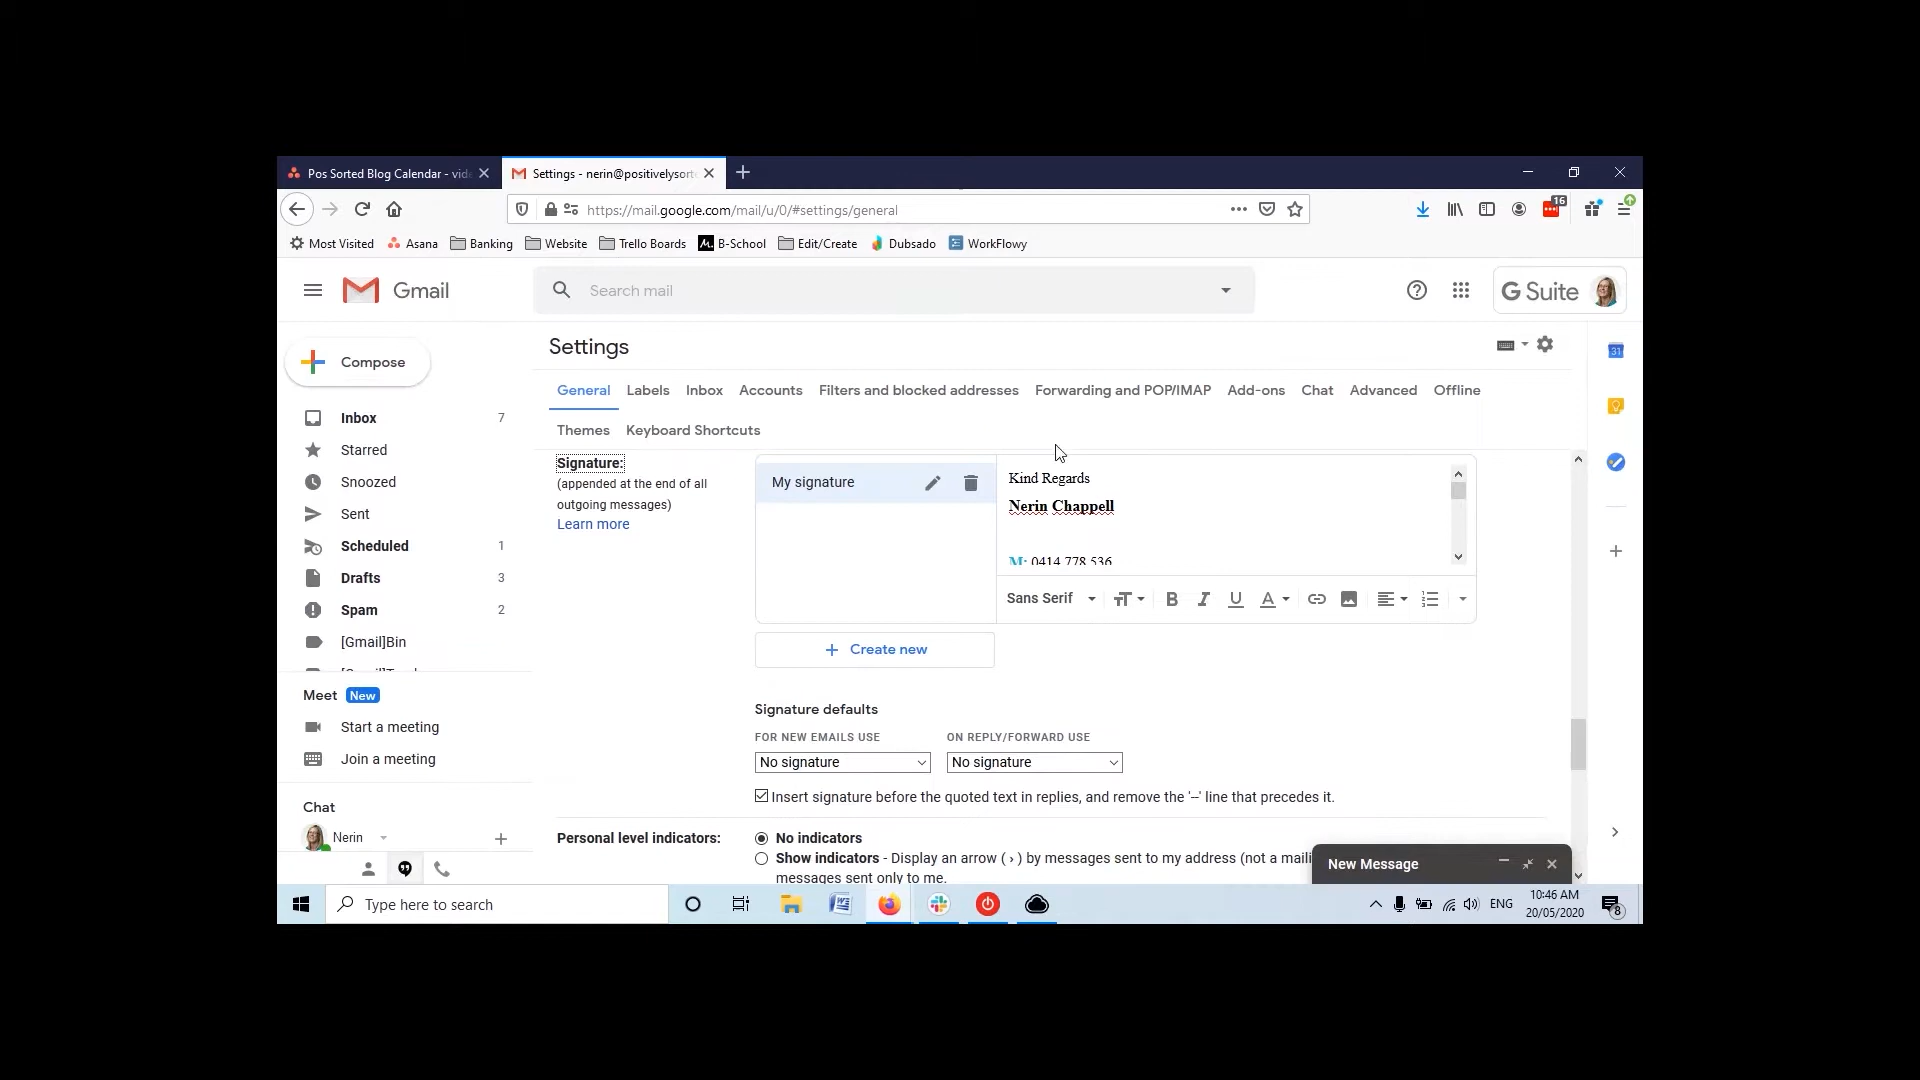 Pos Sorted Blog Calendar - vide
Settings - nerin@positivelysorte
https://mail.google.com/mail/u/0/#settings/general
16
Most Visited
Asana
Banking
Website
Trello Boards
B-School
Edit/Create
Dubsado
WorkFlowy
Gmail
Search mail
G Suite
Settings
Compose
General
Labels
Inbox
Accounts
Filters and blocked addresses
Forwarding and POP/IMAP
Add-ons
Chat
Advanced
Offline
Themes
Keyboard Shortcuts
Inbox 7
Starred
Snoozed
Sent
Scheduled 1
Drafts 3
Spam 2
[Gmail]Bin
Meet New
Start a meeting
Join a meeting
Chat
Nerin
Signature:
(appended at the end of all
outgoing messages)
Learn more
My signature
Kind Regards
Nerin Chappell
M: 0414 778 536
Sans Serif
Create new
Signature defaults
FOR NEW EMAILS USE
ON REPLY/FORWARD USE
No signature
No signature
Insert signature before the quoted text in replies, and remove the '--' line that precedes it.
Personal level indicators:
No indicators
Show indicators - Display an arrow ( › ) by messages sent to my address (not a maili
messages sent only to me.
New Message
31
Type here to search
ENG
10:46 AM
20/05/2020
8